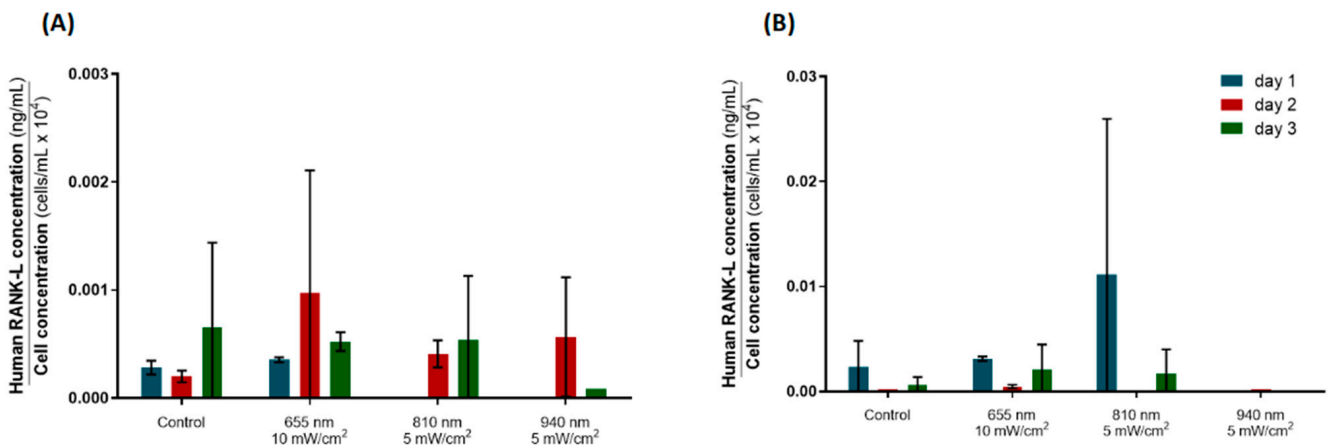 (A)
Human RANK-L concentration (ng/mL)
Cell concentration (cells/mL x 10⁴)
0.003
0.002
0.001
0.000
Control
655 nm
10 mW/cm²
810 nm
5 mW/cm²
940 nm
5 mW/cm²
(B)
Human RANK-L concentration (ng/mL)
Cell concentration (cells/mL x 10⁴)
0.03
0.02
0.01
0.00
day 1
day 2
day 3
Control
655 nm
10 mW/cm²
810 nm
5 mW/cm²
940 nm
5 mW/cm²